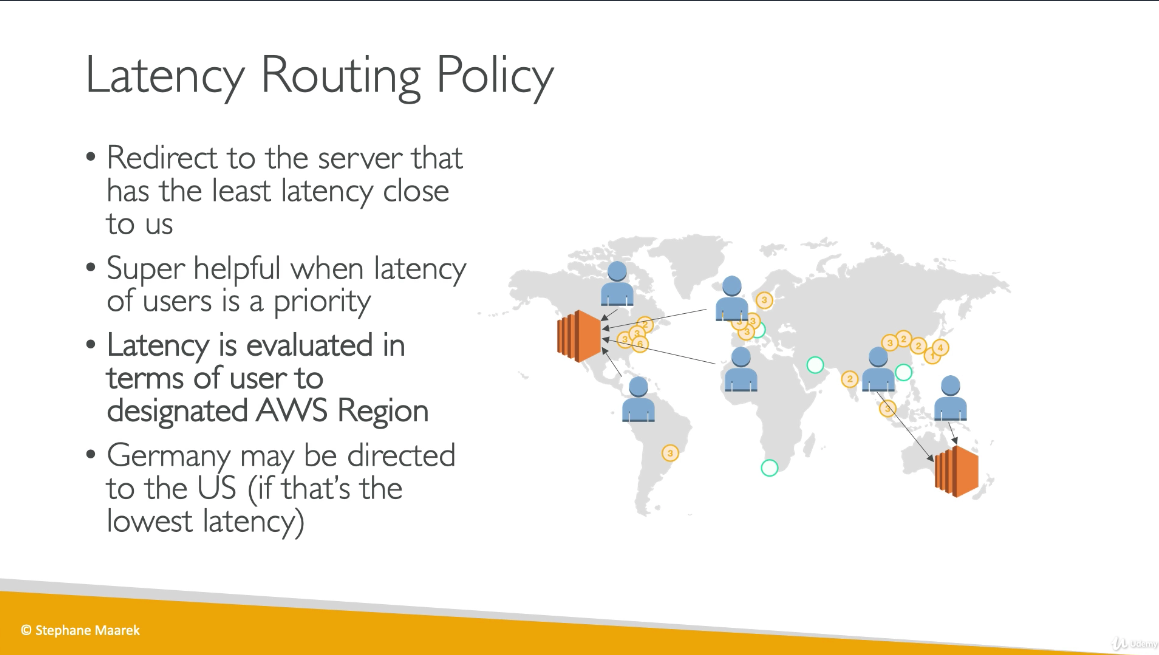 Latency Routing Policy
• Redirect to the server that
has the least latency close
to us
• Super helpful when latency
of users is a priority
• Latency is evaluated in
terms of user to
designated AWS Region
• Germany may be directed
to the US (if that's the
lowest latency)
3
2
3
3
6
3
3
3
3
2
2
4
1
2
3
3
© Stephane Maarek
Udemy